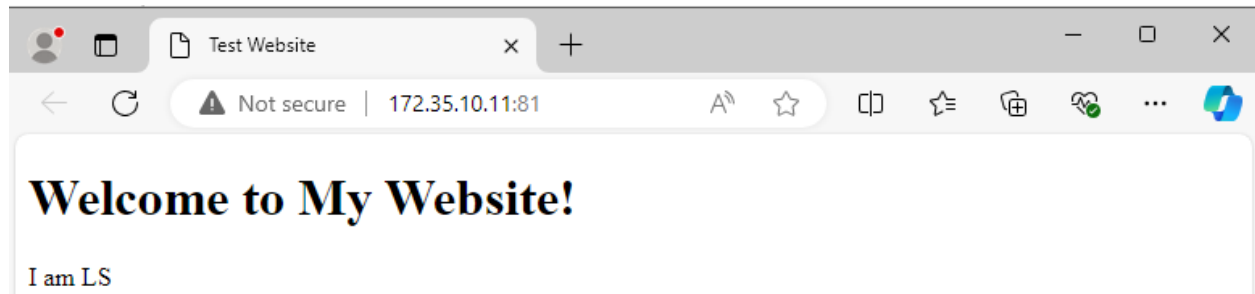 Test Website
Not secure | 172.35.10.11:81
Welcome to My Website!
I am LS